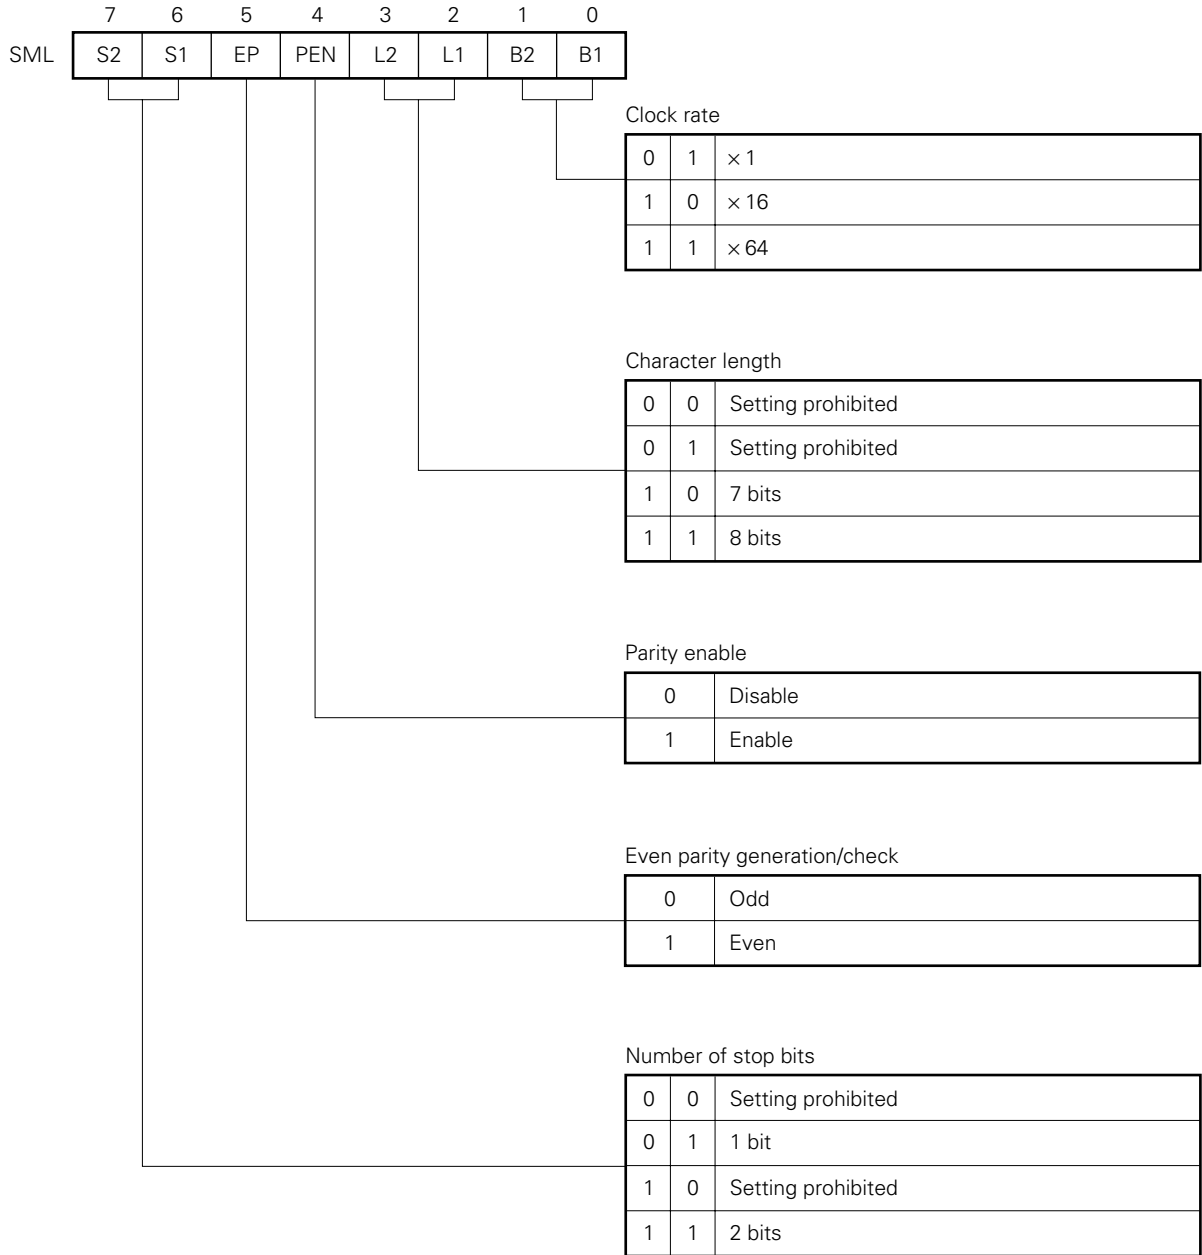 7 6 5 4 3 2 1 0
SML S2 S1 EP PEN L2 L1 B2 B1
Clock rate
0 1 × 1
1 0 × 16
1 1 × 64
Character length
0 0 Setting prohibited
0 1 Setting prohibited
1 0 7 bits
1 1 8 bits
Parity enable
0 Disable
1 Enable
Even parity generation/check
0 Odd
1 Even
Number of stop bits
0 0 Setting prohibited
0 1 1 bit
1 0 Setting prohibited
1 1 2 bits